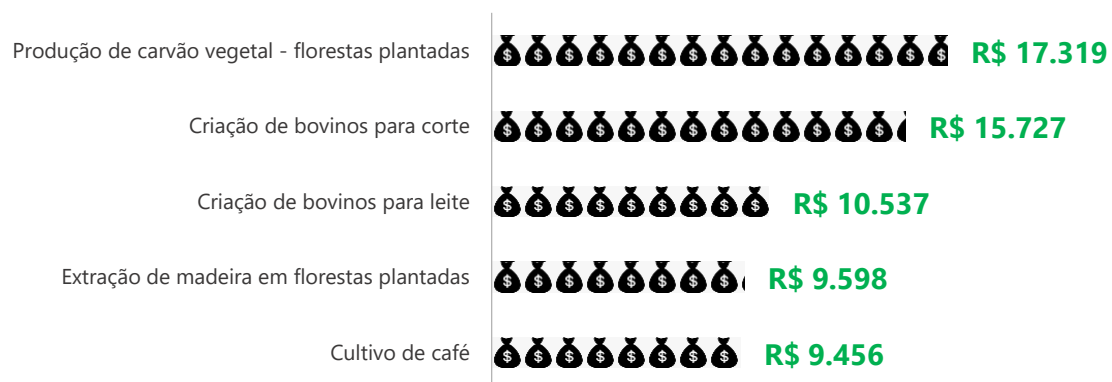 Produção de carvão vegetal - florestas plantadas R$ 17.319
Criação de bovinos para corte R$ 15.727
Criação de bovinos para leite R$ 10.537
Extração de madeira em florestas plantadas R$ 9.598
Cultivo de café R$ 9.456